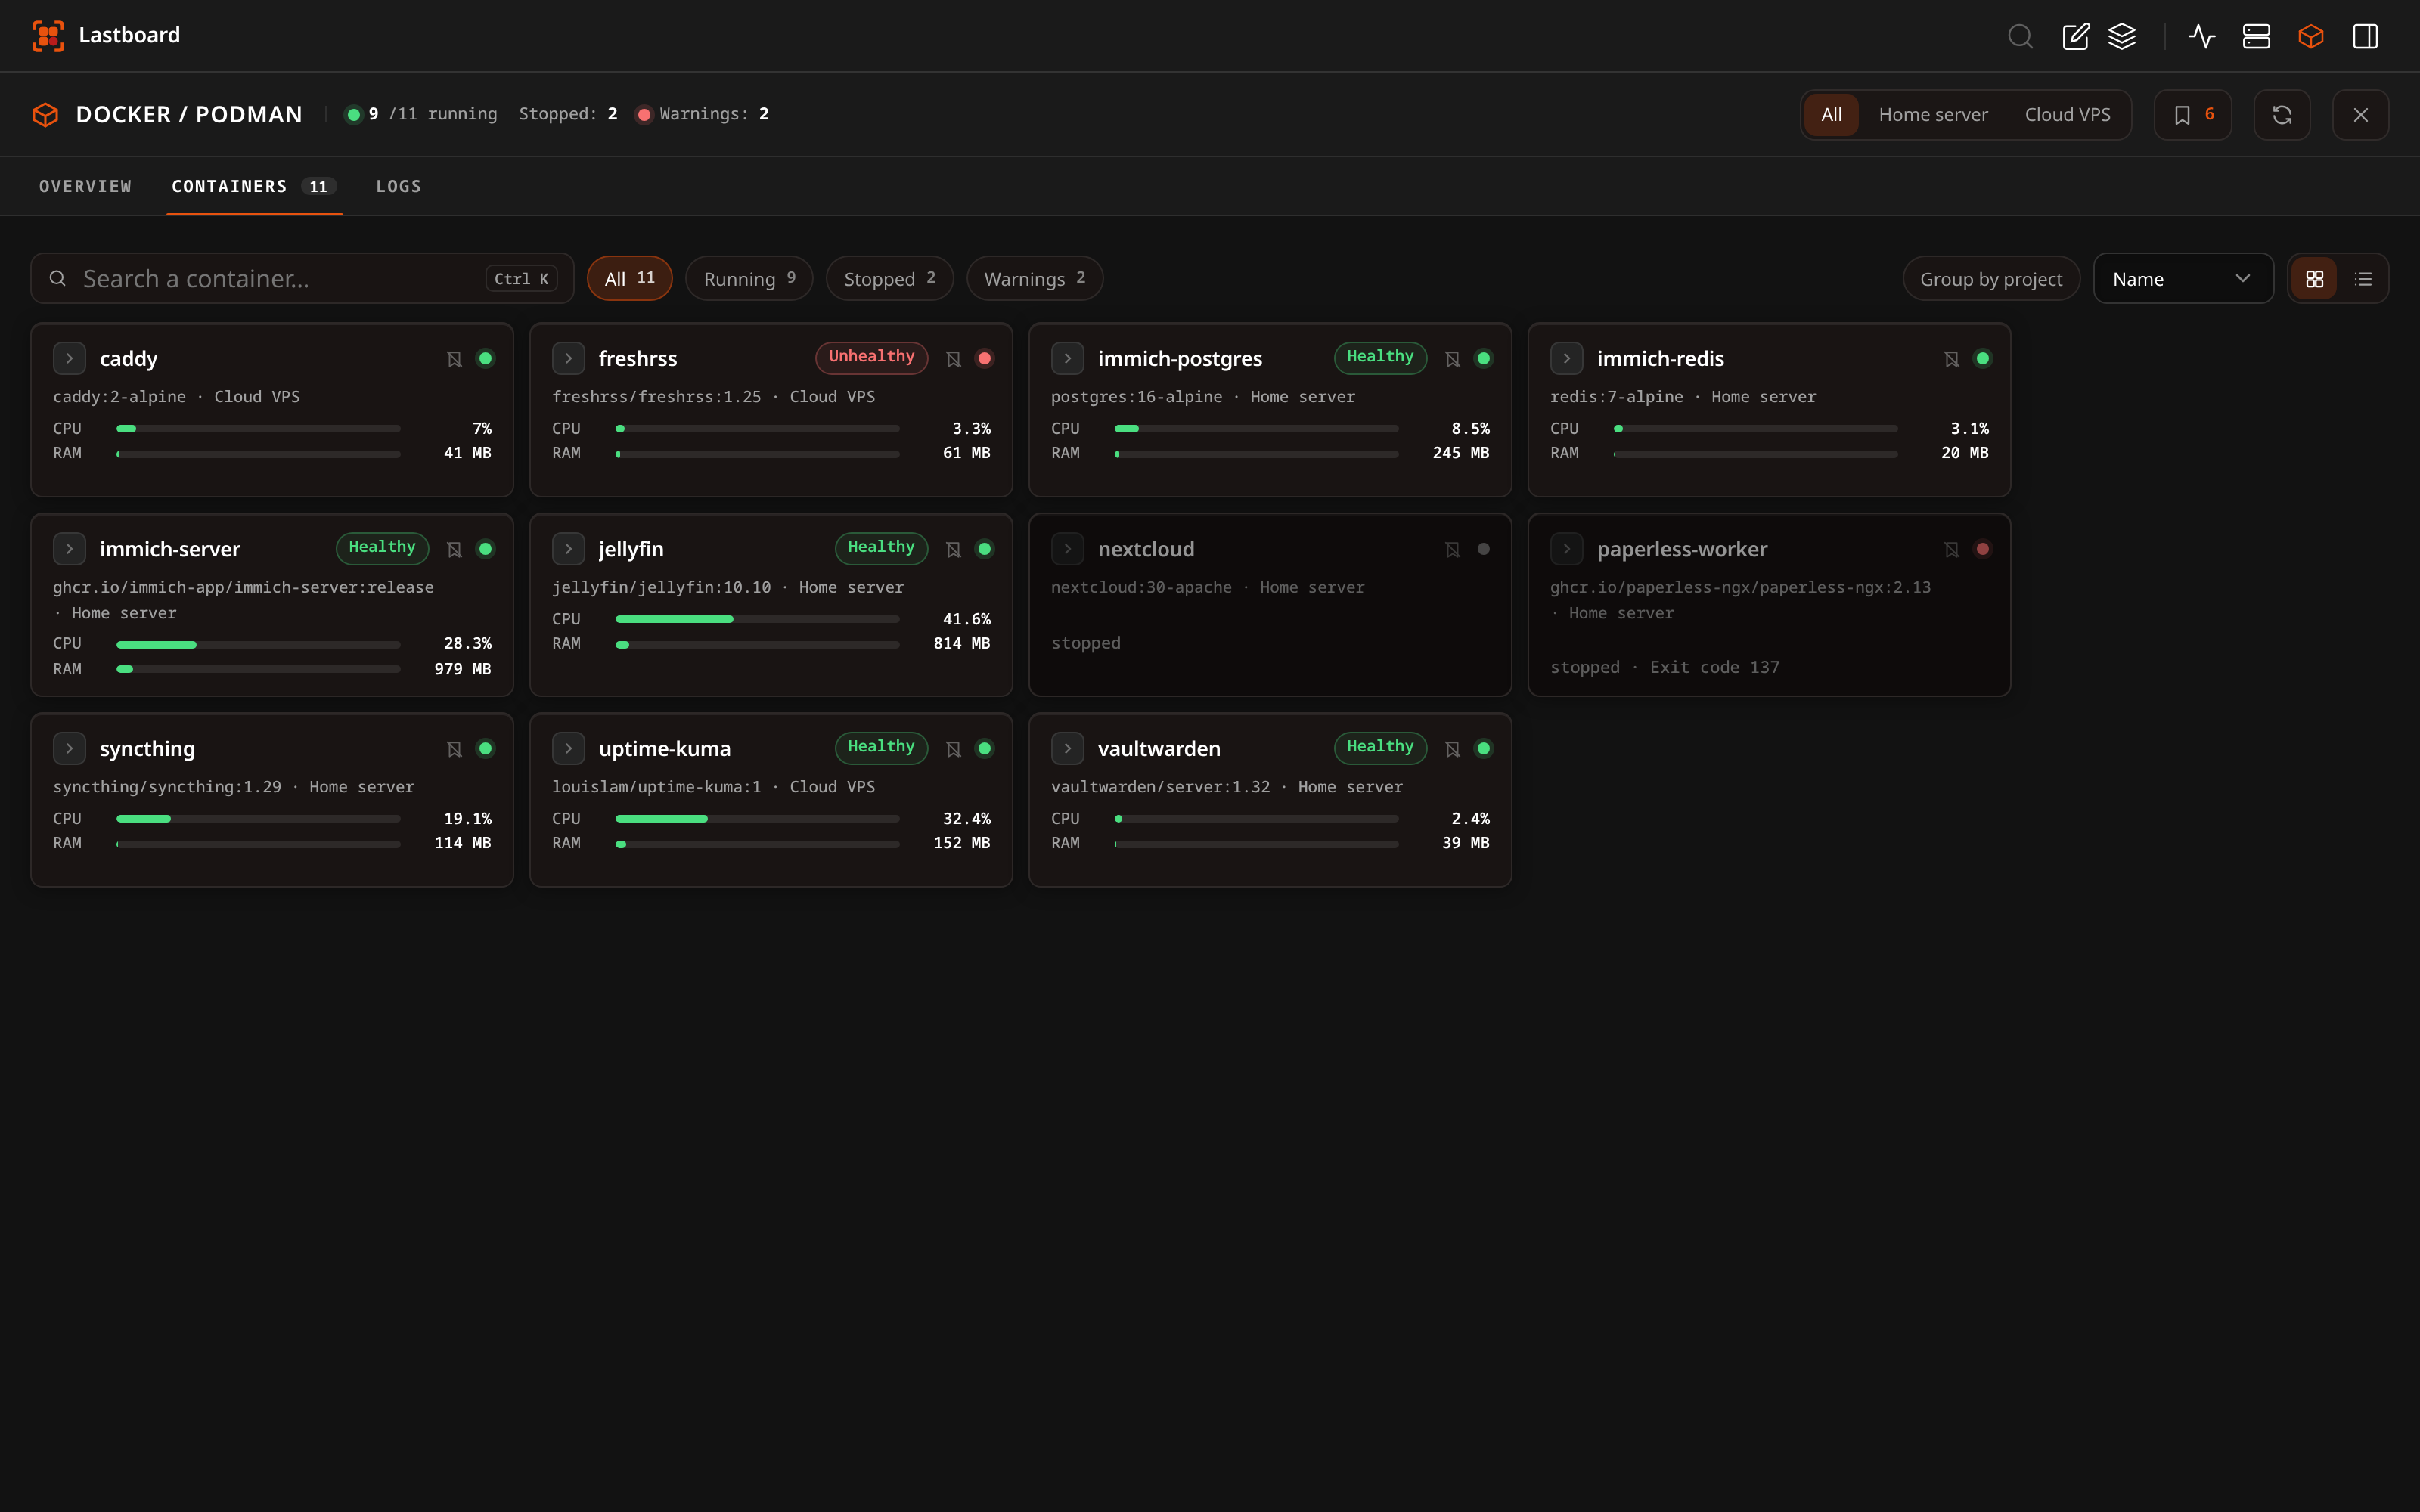 Lastboard
DOCKER / PODMAN
9 /11 running Stopped: 2 Warnings: 2
All Home server Cloud VPS 6
OVERVIEW CONTAINERS 11 LOGS
Search a container... Ctrl K All 11 Running 9 Stopped 2 Warnings 2 Group by project Name
caddy
caddy:2-alpine · Cloud VPS
CPU 7%
RAM 41 MB
freshrss Unhealthy
freshrss/freshrss:1.25 · Cloud VPS
CPU 3.3%
RAM 61 MB
immich-postgres Healthy
postgres:16-alpine · Home server
CPU 8.5%
RAM 245 MB
immich-redis
redis:7-alpine · Home server
CPU 3.1%
RAM 20 MB
immich-server Healthy
ghcr.io/immich-app/immich-server:release
· Home server
CPU 28.3%
RAM 979 MB
jellyfin Healthy
jellyfin/jellyfin:10.10 · Home server
CPU 41.6%
RAM 814 MB
nextcloud
nextcloud:30-apache · Home server
stopped
paperless-worker
ghcr.io/paperless-ngx/paperless-ngx:2.13
· Home server
stopped · Exit code 137
syncthing
syncthing/syncthing:1.29 · Home server
CPU 19.1%
RAM 114 MB
uptime-kuma Healthy
louislam/uptime-kuma:1 · Cloud VPS
CPU 32.4%
RAM 152 MB
vaultwarden Healthy
vaultwarden/server:1.32 · Home server
CPU 2.4%
RAM 39 MB